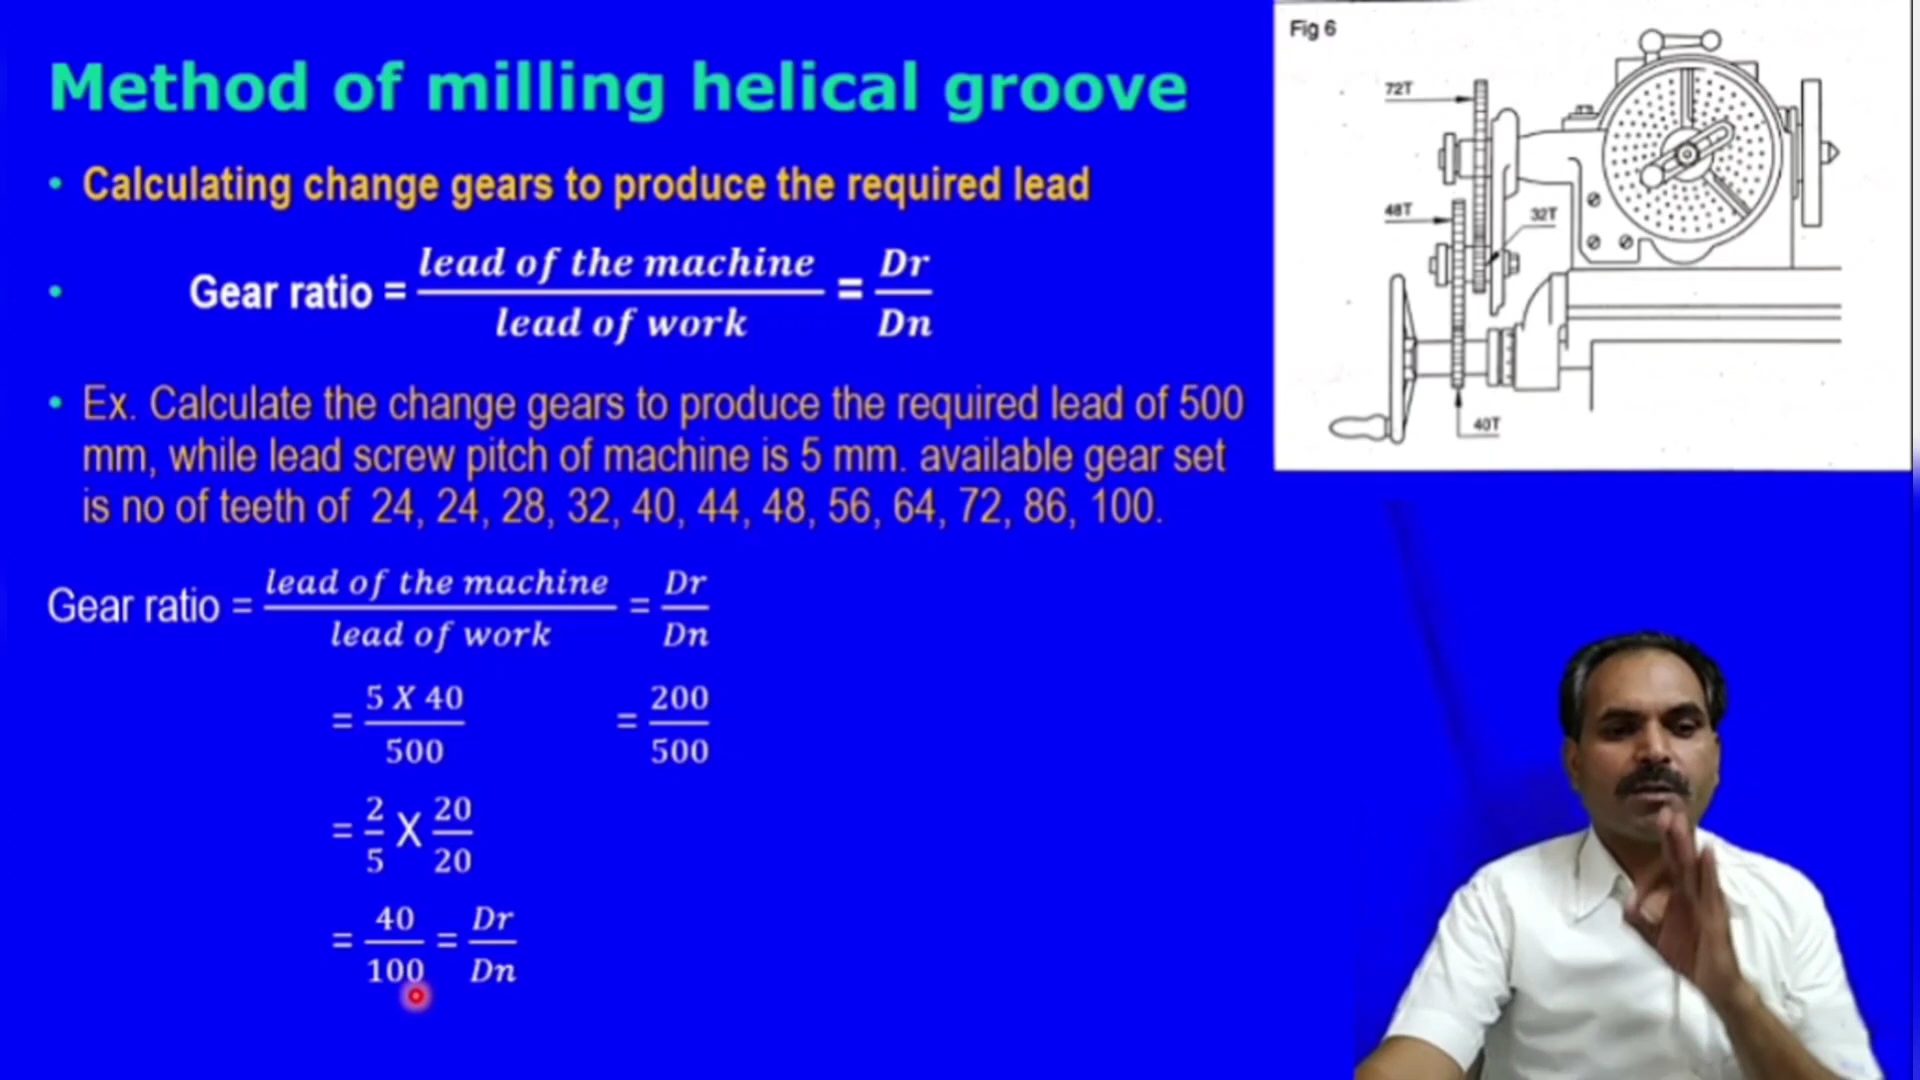 Method of milling helical groove
• Calculating change gears to produce the required lead
• Gear ratio = lead of the machine / lead of work = Dr / Dn
• Ex. Calculate the change gears to produce the required lead of 500
mm, while lead screw pitch of machine is 5 mm. available gear set
is no of teeth of 24, 24, 28, 32, 40, 44, 48, 56, 64, 72, 86, 100.
Gear ratio = lead of the machine / lead of work = Dr / Dn
= 5 X 40 / 500 = 200 / 500
= 2 / 5 X 20 / 20
= 40 / 100 = Dr / Dn
Fig 6
72T
48T
32T
40T